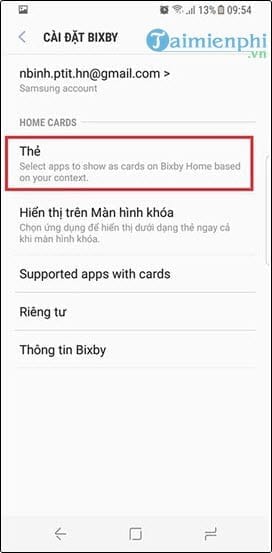 13% 09:54
CÀI ĐẶT BIXBY
Taimienphi
.vn
nbinh.ptit.hn@gmail.com >
Samsung account
HOME CARDS
Thẻ
Select apps to show as cards on Bixby Home based
on your context.
Hiển thị trên Màn hình khóa
Chọn ứng dụng để hiển thị dưới dạng thẻ ngay cả
khi màn hình khóa.
Supported apps with cards
Riêng tư
Thông tin Bixby